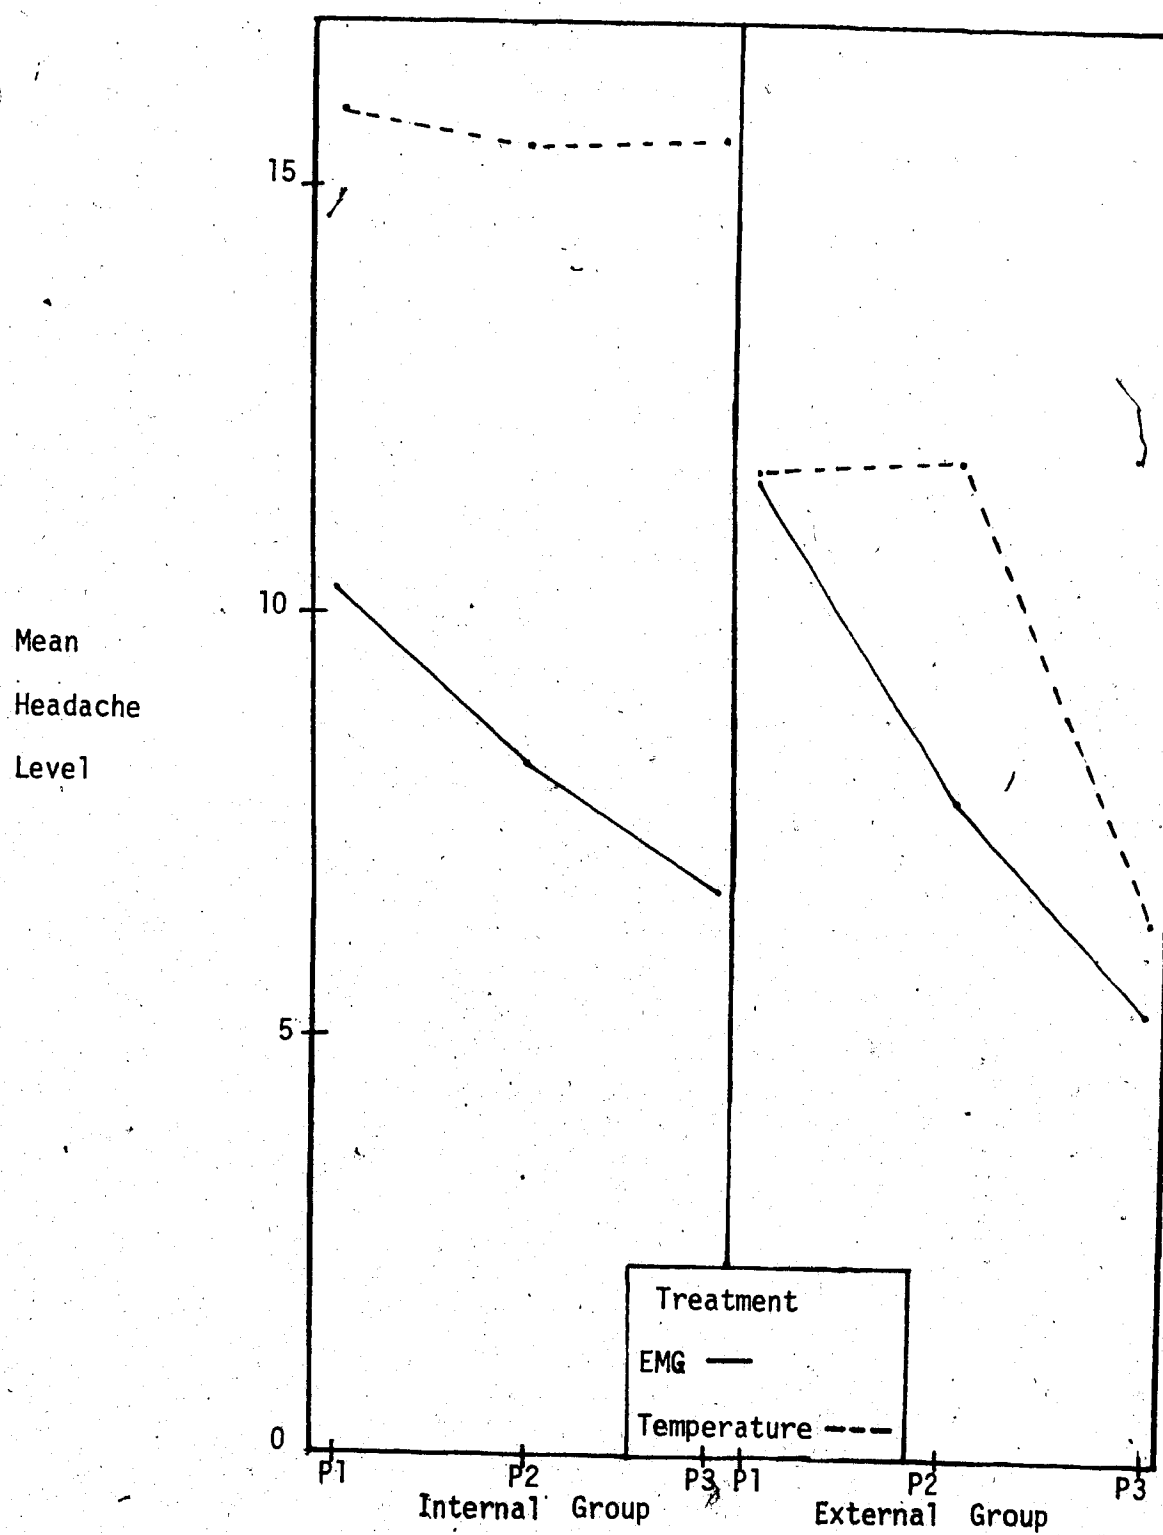 15
10
Mean
Headache
Level
5
Treatment
EMG
Temperature
0
P1 P2 P3 P1 P2 P3
Internal Group External Group